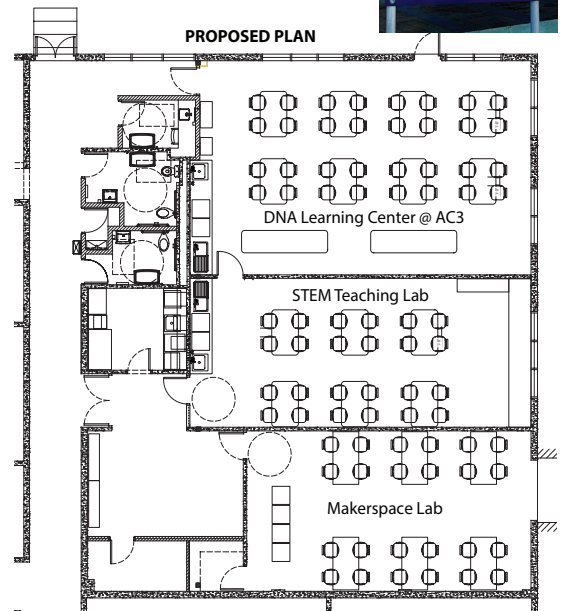 PROPOSED PLAN
DNA Learning Center @ AC3
STEM Teaching Lab
Makerspace Lab